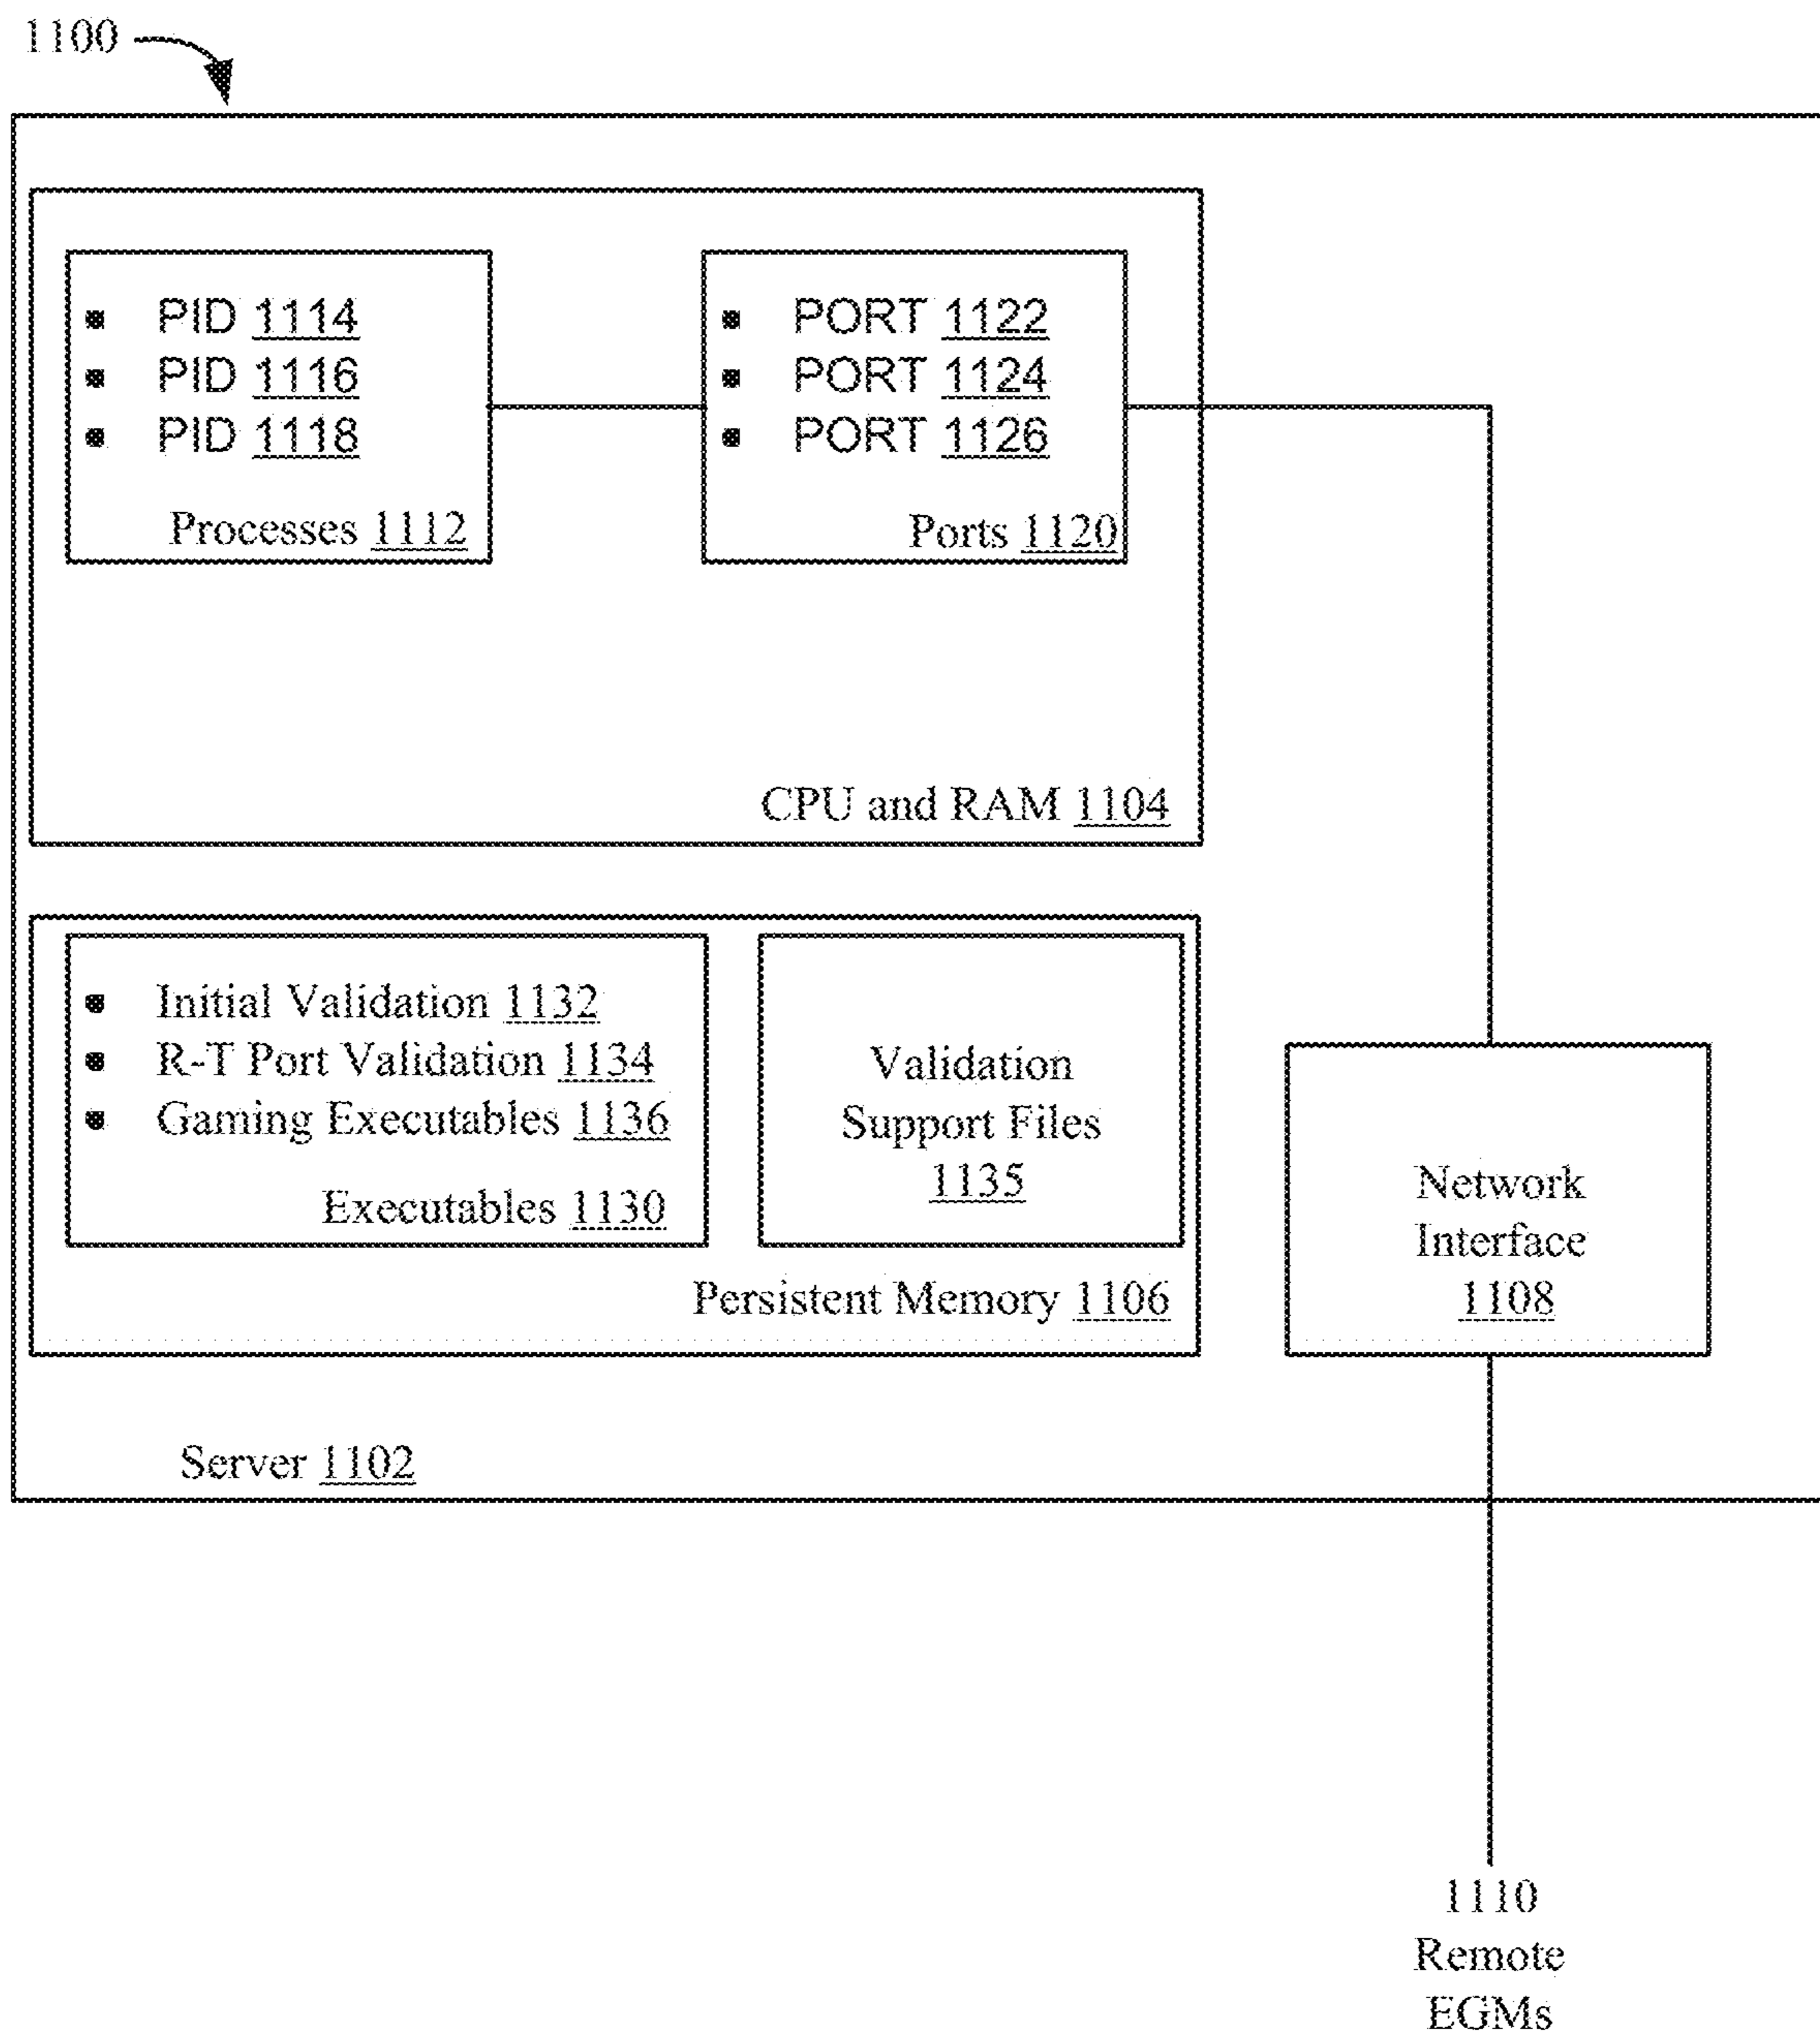 1100
• PID 1114
• PID 1116
• PID 1118
Processes 1112
• PORT 1122
• PORT 1124
• PORT 1126
Ports 1120
CPU and RAM 1104
• Initial Validation 1132
• R-T Port Validation 1134
• Gaming Executables 1136
Executables 1130
Validation
Support Files
1135
Persistent Memory 1106
Network
Interface
1108
Server 1102
1110
Remote
EGMs